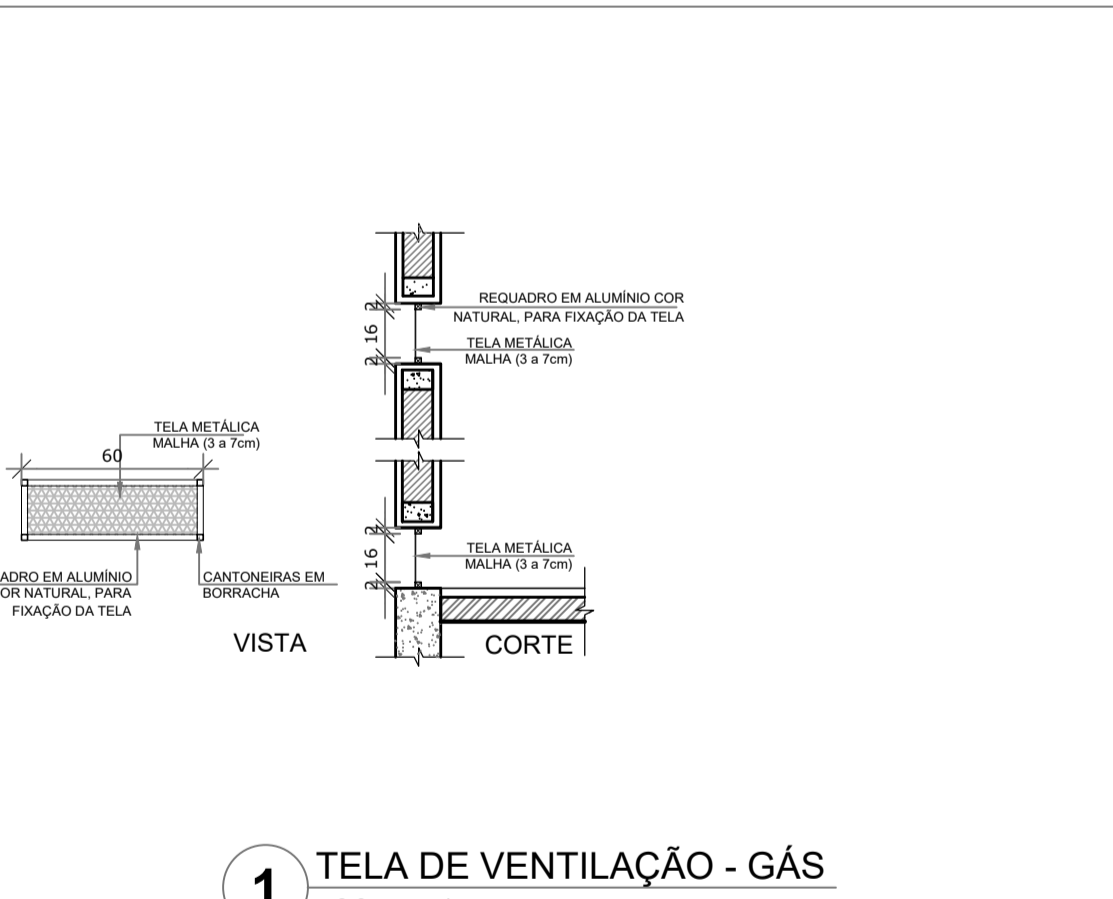 REQUADRO EM ALUMÍNIO COR
NATURAL, PARA FIXAÇÃO DA TELA
2
16
2
TELA METÁLICA
MALHA (3 a 7cm)
TELA METÁLICA
MALHA (3 a 7cm)
60
2
16
2
TELA METÁLICA
MALHA (3 a 7cm)
ADRO EM ALUMÍNIO
OR NATURAL, PARA
FIXAÇÃO DA TELA
CANTONEIRAS EM
BORRACHA
VISTA
CORTE
1
TELA DE VENTILAÇÃO - GÁS